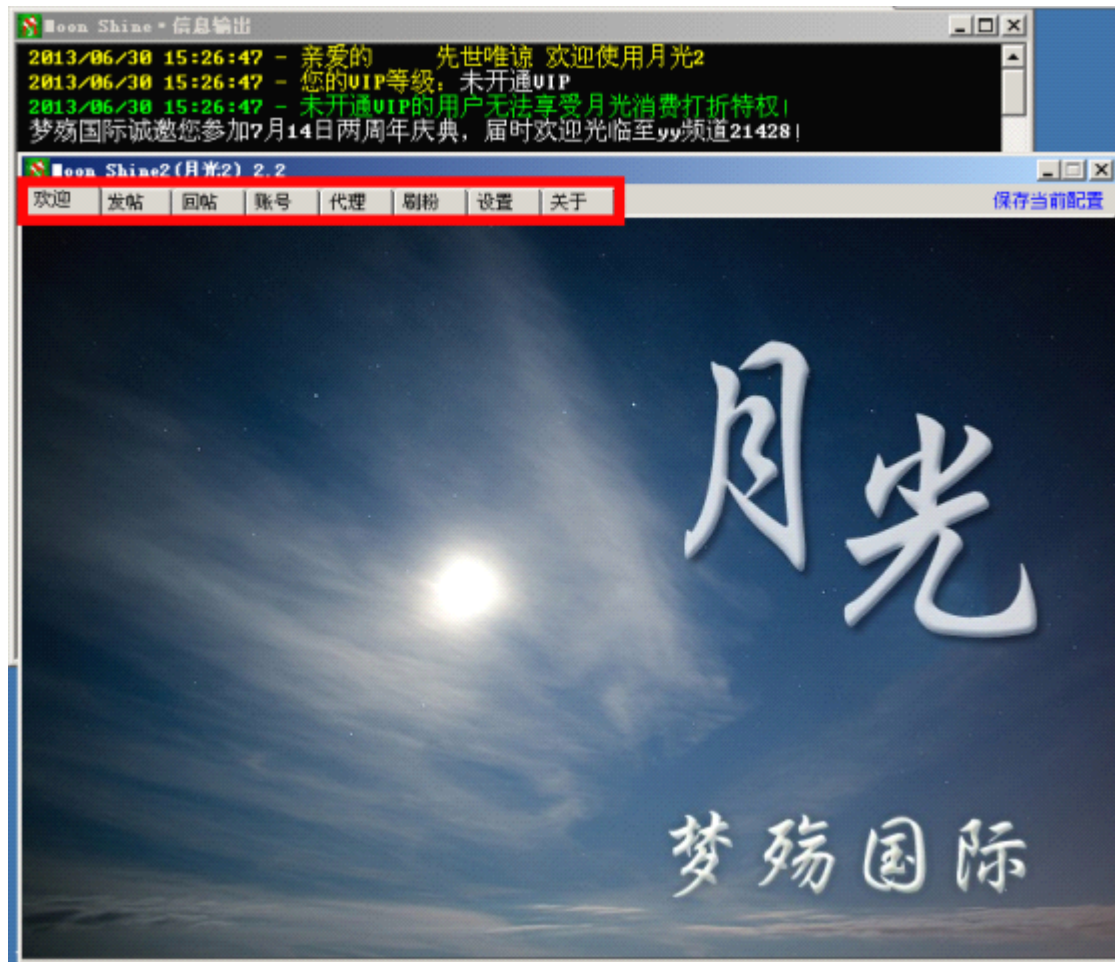 Moon Shine * 信息输出
2013/06/30 15:26:47 - 亲爱的 先世唯谅 欢迎使用月光2
2013/06/30 15:26:47 - 您的VIP等级：未开通VIP
2013/06/30 15:26:47 - 未开通VIP的用户无法享受月光消费打折特权！
梦殇国际诚邀您参加7月14日两周年庆典，届时欢迎光临至yy频道21428！
Moon Shine2(月光2) 2.2
欢迎 发帖 回帖 账号 代理 刷粉 设置 关于 保存当前配置
月光
梦殇国际